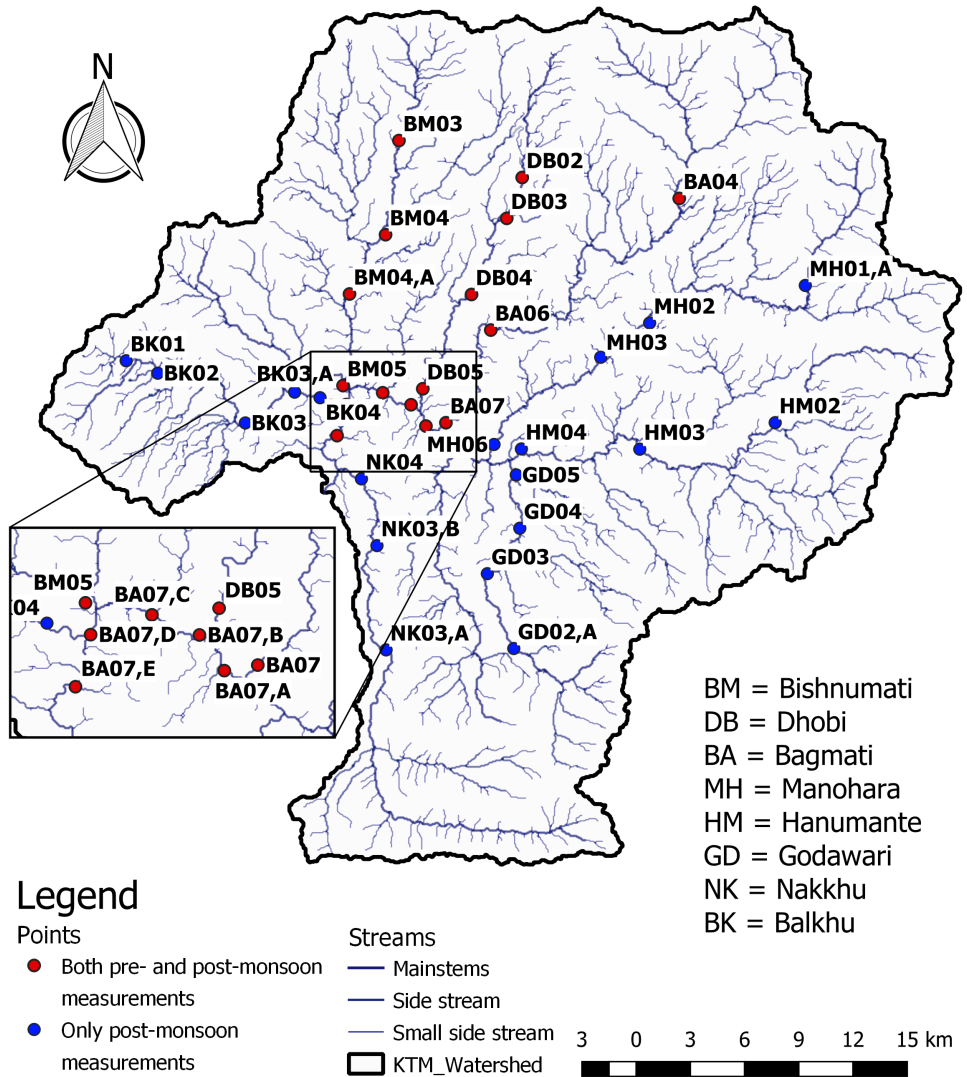 N
BM03
DB02
BA04
DB03
BM04
MH01,A
BM04,A
DB04
MH02
BA06
BK01
MH03
BK02
BK03,A
BM05
DB05
BK04
BA07
HM02
BK03
MH06
HM04
HM03
NK04
GD05
GD04
NK03,B
GD03
NK03,A
GD02,A
BM05
BA07,C
DB05
04
BA07,D
BA07,B
BA07,E
BA07
BA07,A
BM = Bishnumati
DB = Dhobi
BA = Bagmati
MH = Manohara
HM = Hanumante
GD = Godawari
NK = Nakkhu
BK = Balkhu
Legend
Points
Both pre- and post-monsoon
measurements
Only post-monsoon
measurements
Streams
Mainstems
Side stream
Small side stream
KTM_Watershed
3 0 3 6 9 12 15 km